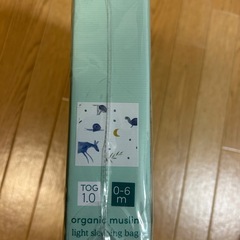 TOG 0-6
1.0 m
organic muslin
light sleeping bag